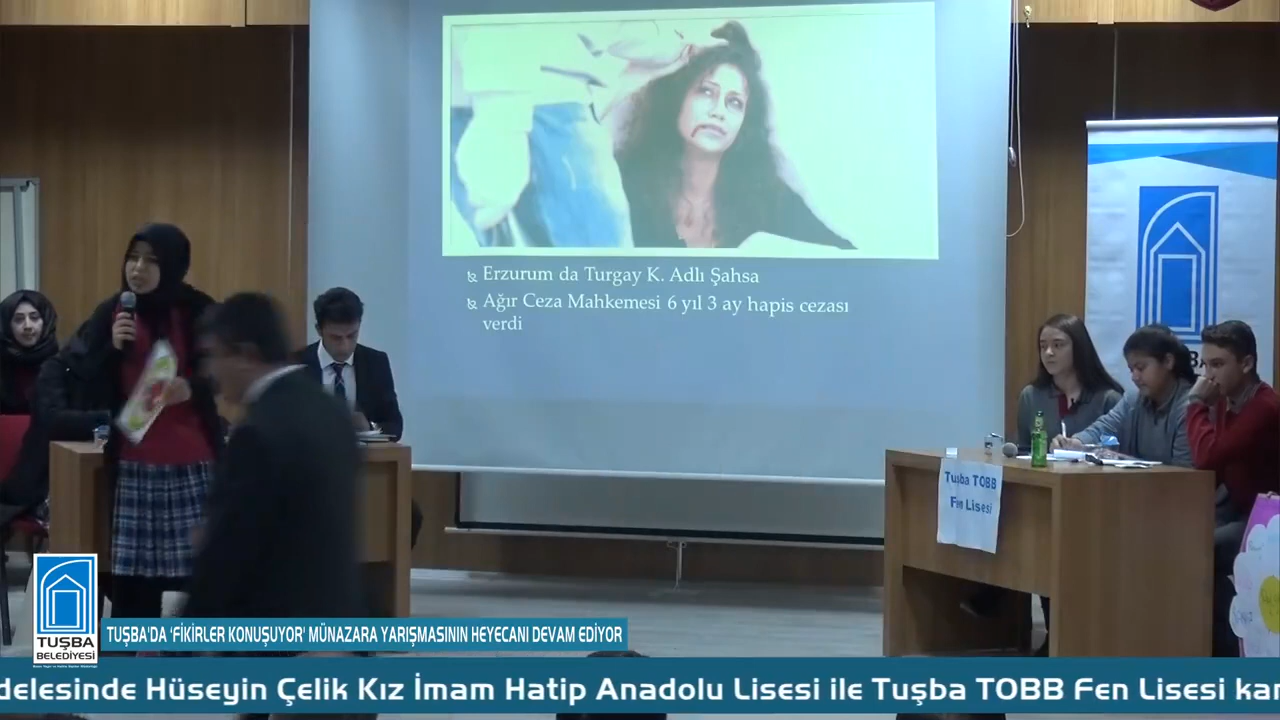 Erzurum da Turgay K. Adlı Şahsa
Ağır Ceza Mahkemesi 6 yıl 3 ay hapis cezası
verdi
Tuşba TOBB
Fen Lisesi
TUŞBA
BELEDİYESİ
TUŞBA'DA 'FİKİRLER KONUŞUYOR' MÜNAZARA YARIŞMASININ HEYECANI DEVAM EDİYOR
delesinde Hüseyin Çelik Kız İmam Hatip Anadolu Lisesi ile Tuşba TOBB Fen Lisesi kar